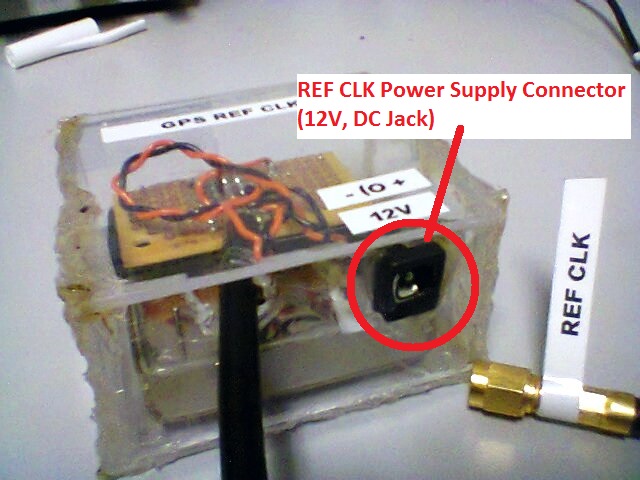 REF CLK Power Supply Connector
(12V, DC Jack)
GPS REF CLK
- (O +
12V
REF CLK